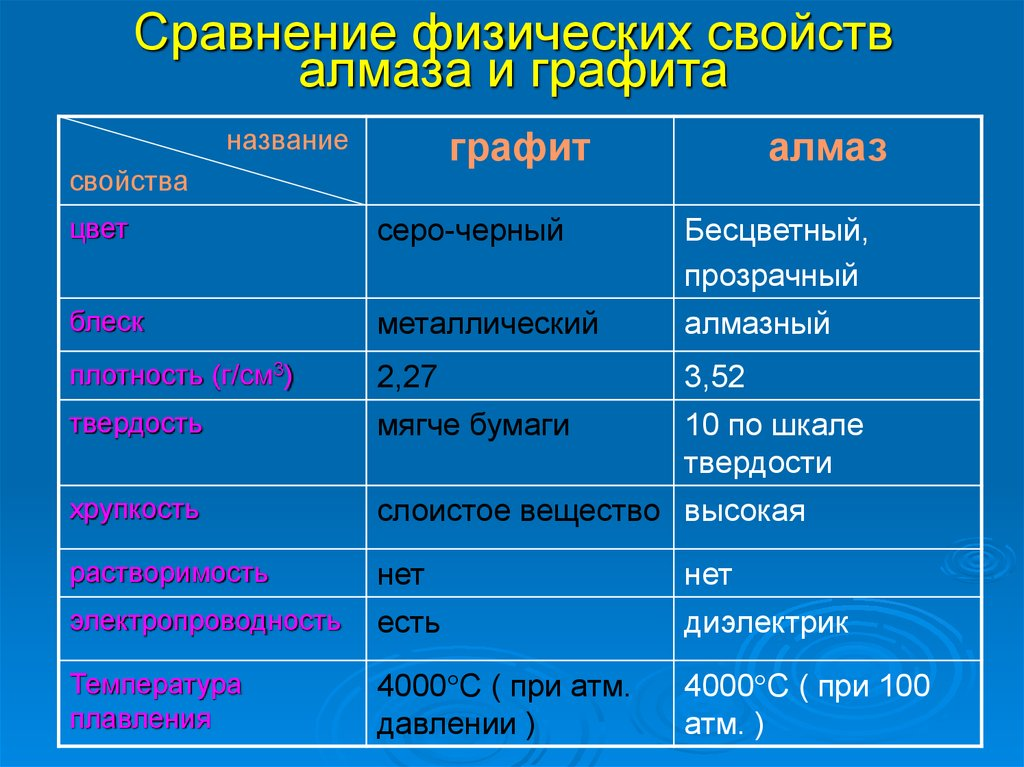 Сравнение физических свойств
алмаза и графита
название
свойства
графит
алмаз
цвет
серо-черный
Бесцветный,
прозрачный
блеск
металлический
алмазный
плотность (г/см³)
2,27
3,52
твердость
мягче бумаги
10 по шкале
твердости
хрупкость
слоистое вещество
высокая
растворимость
нет
нет
электропроводность
есть
диэлектрик
Температура
плавления
4000°С ( при атм.
давлении )
4000°С ( при 100
атм. )